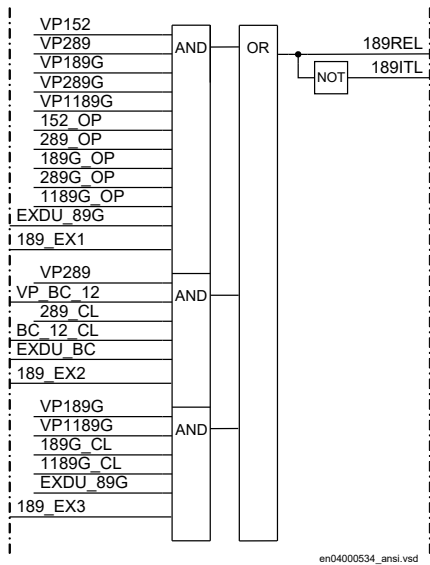 VP152
VP289
VP189G
VP289G
VP1189G
152_OP
289_OP
189G_OP
289G_OP
1189G_OP
EXDU_89G
189_EX1
AND
OR
189REL
NOT
189ITL
VP289
VP_BC_12
289_CL
BC_12_CL
EXDU_BC
189_EX2
AND
VP189G
VP1189G
189G_CL
1189G_CL
EXDU_89G
189_EX3
AND
en04000534_ansi.vsd